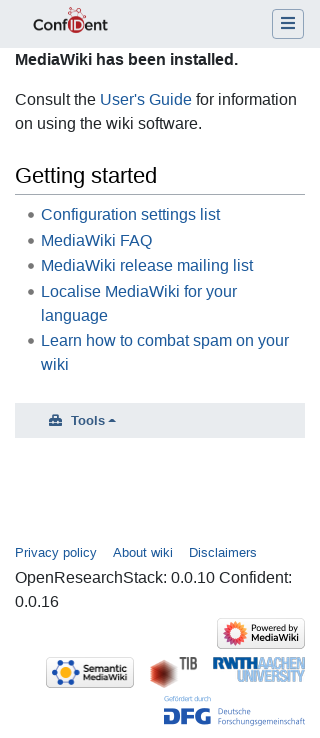 ConfIDent
MediaWiki has been installed.
Consult the User's Guide for information
on using the wiki software.
Getting started
Configuration settings list
MediaWiki FAQ
MediaWiki release mailing list
Localise MediaWiki for your
language
Learn how to combat spam on your
wiki
Tools
Privacy policy About wiki Disclaimers
OpenResearchStack: 0.0.10 Confident:
0.0.16
Powered by
MediaWiki
Semantic
MediaWiki
TIB
RWTH AACHEN
UNIVERSITY
Gefördert durch
DFG Deutsche
Forschungsgemeinschaft